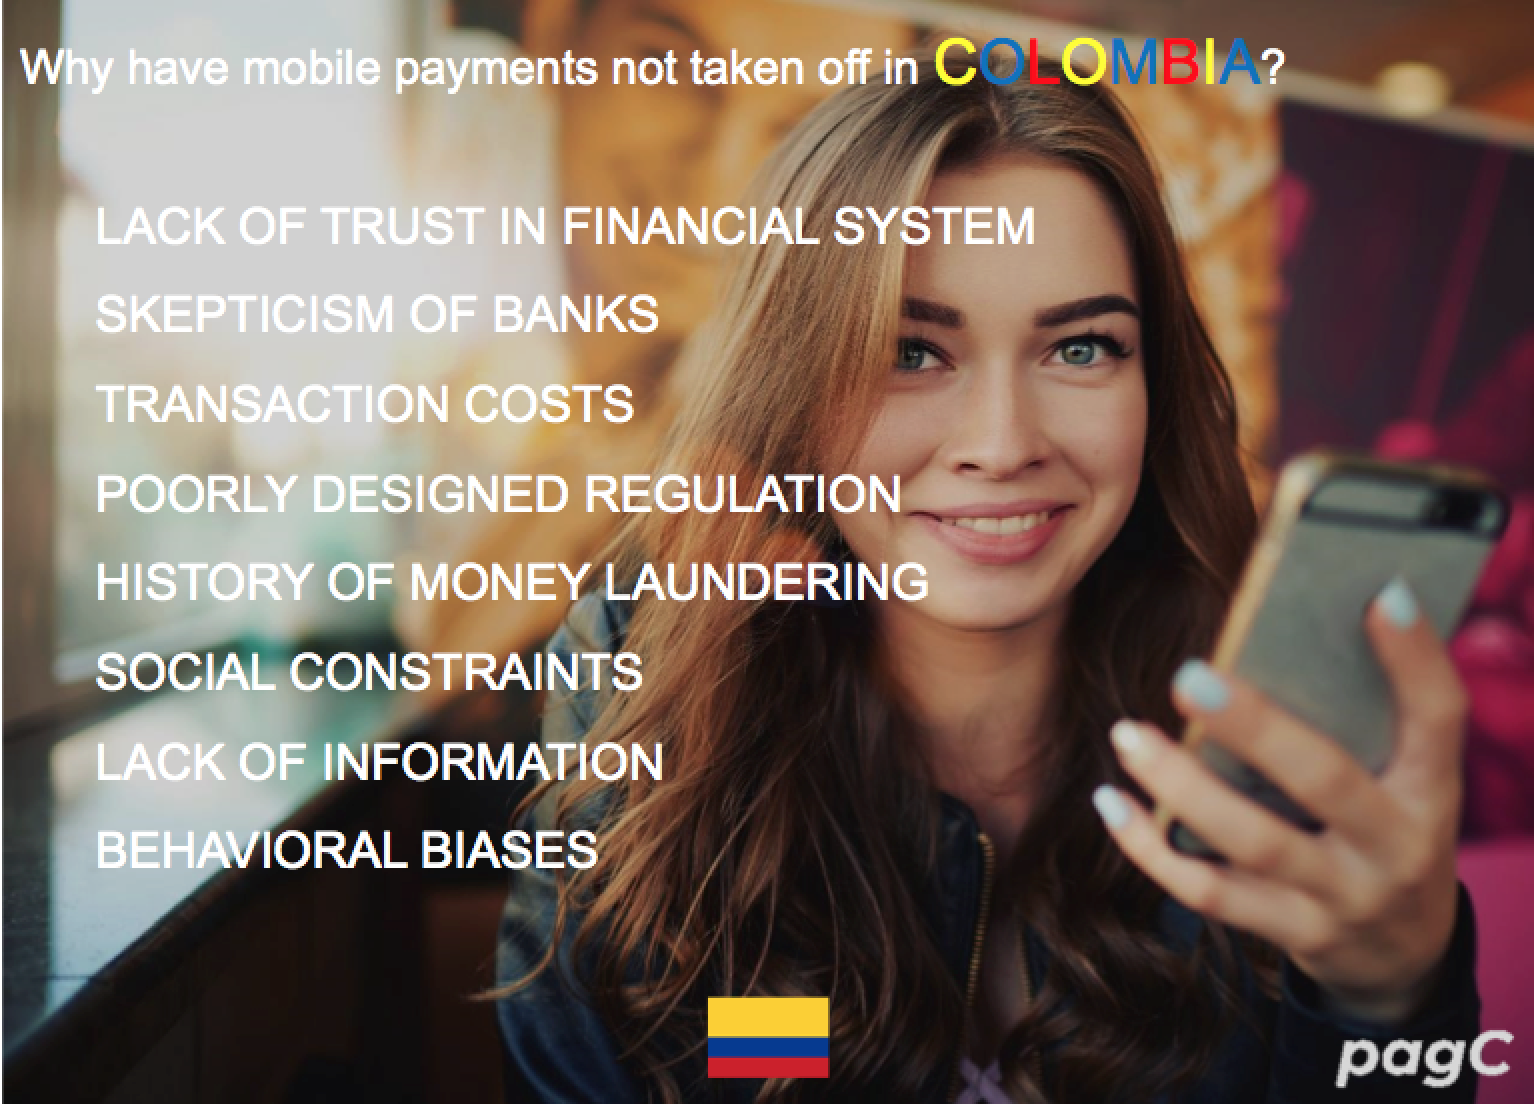 Why have mobile payments not taken off in COLOMBIA?
LACK OF TRUST IN FINANCIAL SYSTEM
SKEPTICISM OF BANKS
TRANSACTION COSTS
POORLY DESIGNED REGULATION
HISTORY OF MONEY LAUNDERING
SOCIAL CONSTRAINTS
LACK OF INFORMATION
BEHAVIORAL BIASES
pagC